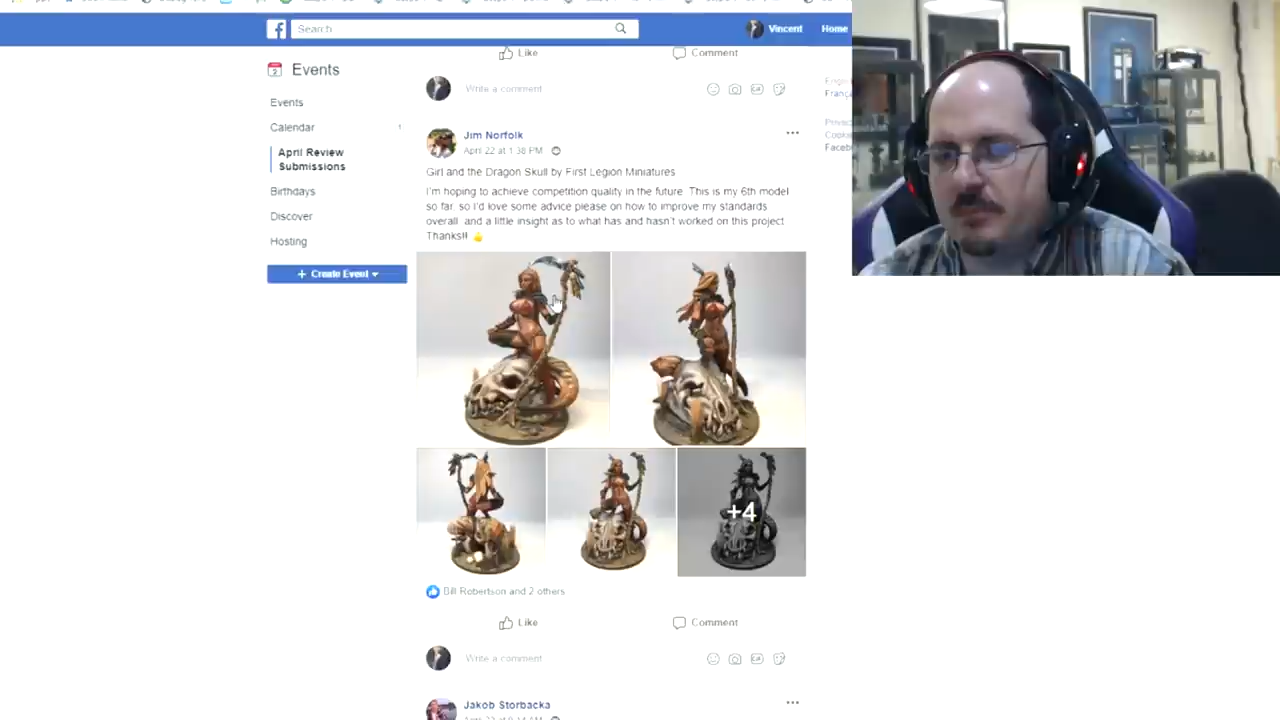 Search
Vincent
Home
Like
Comment
Events
Write a comment
Events
Calendar
1
April Review
Submissions
Birthdays
Discover
Hosting
+ Create Event
Jim Norfolk
April 22 at 1:38 PM
Girl and the Dragon Skull by First Legion Miniatures
I'm hoping to achieve competition quality in the future. This is my 6th model
so far, so I'd love some advice please on how to improve my standards
overall, and a little insight as to what has and hasn't worked on this project
Thanks!!
+4
Bill Robertson and 2 others
Like
Comment
Write a comment
Jakob Storbacka